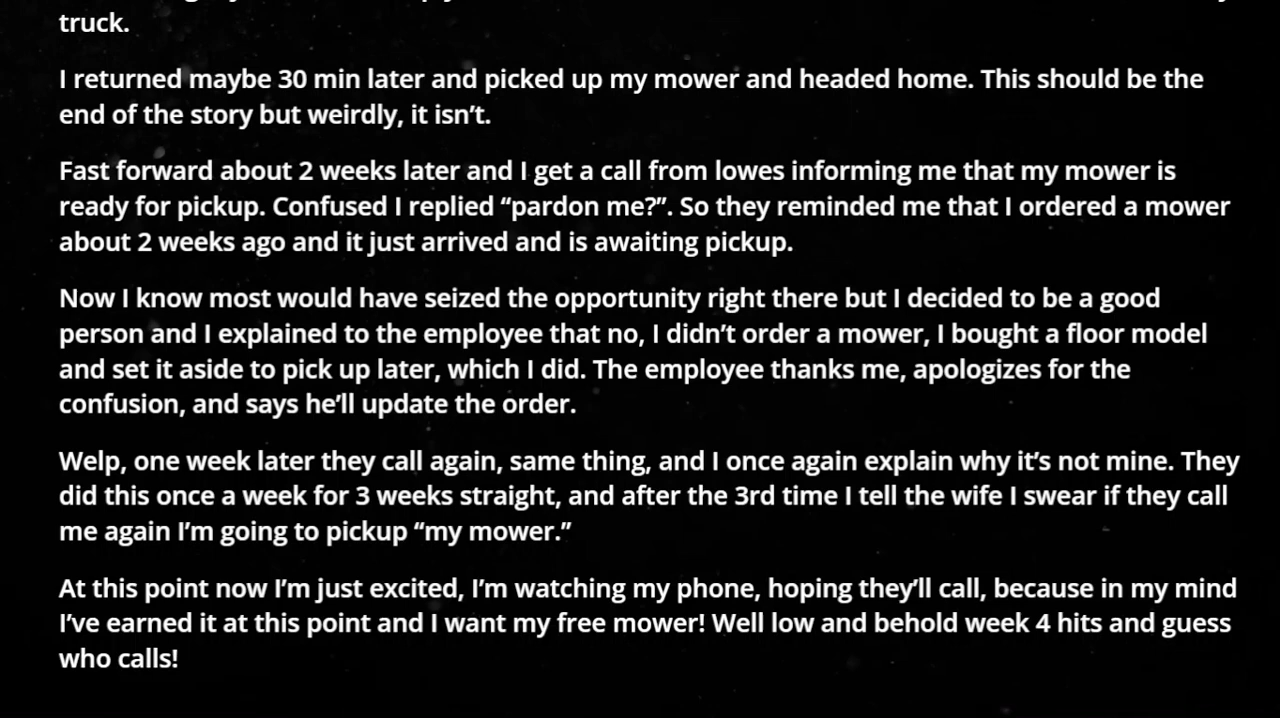 truck.
I returned maybe 30 min later and picked up my mower and headed home. This should be the
end of the story but weirdly, it isn’t.
Fast forward about 2 weeks later and I get a call from lowes informing me that my mower is
ready for pickup. Confused I replied “pardon me?”. So they reminded me that I ordered a mower
about 2 weeks ago and it just arrived and is awaiting pickup.
Now I know most would have seized the opportunity right there but I decided to be a good
person and I explained to the employee that no, I didn’t order a mower, I bought a floor model
and set it aside to pick up later, which I did. The employee thanks me, apologizes for the
confusion, and says he’ll update the order.
Welp, one week later they call again, same thing, and I once again explain why it’s not mine. They
did this once a week for 3 weeks straight, and after the 3rd time I tell the wife I swear if they call
me again I’m going to pickup “my mower.”
At this point now I’m just excited, I’m watching my phone, hoping they’ll call, because in my mind
I’ve earned it at this point and I want my free mower! Well low and behold week 4 hits and guess
who calls!